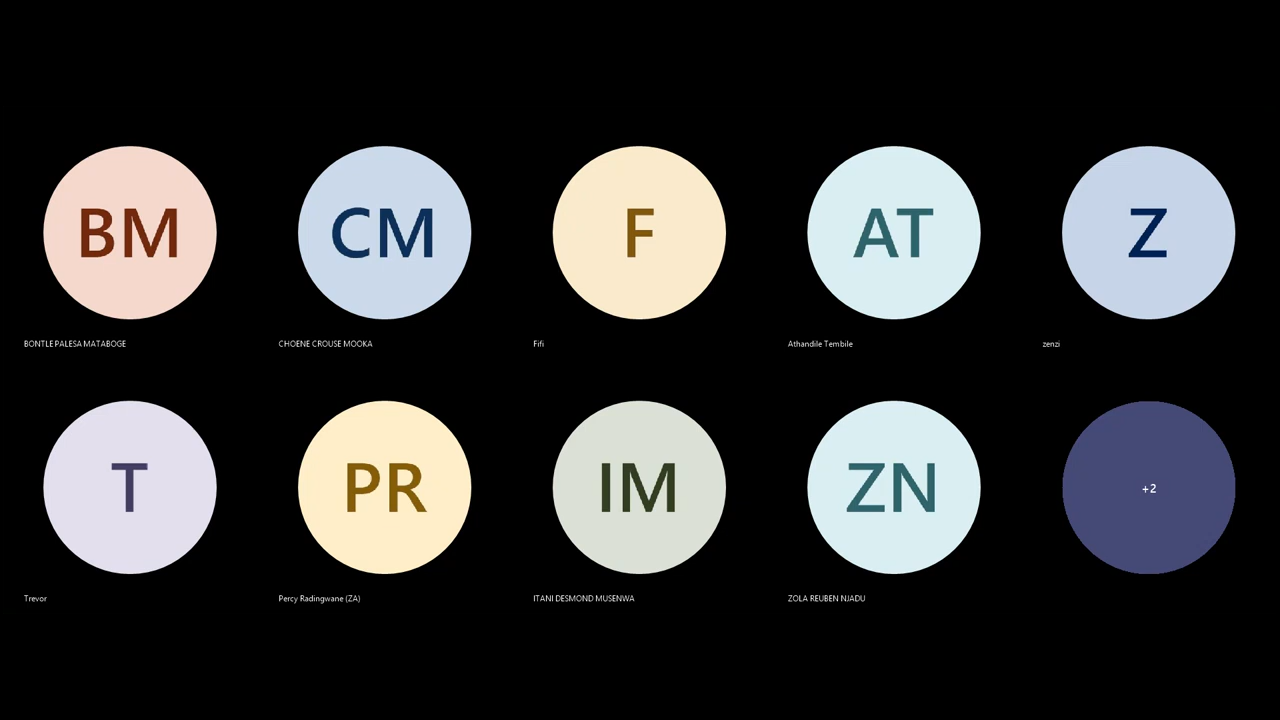 BM CM F AT Z
BONTLE PALESA MATABOGE CHOENE CROUSE MOOKA Fifi Athandile Tembile zenzi
T PR IM ZN +2
Trevor Percy Radingwane (ZA) ITANI DESMOND MUSENWA ZOLA REUBEN NJADU